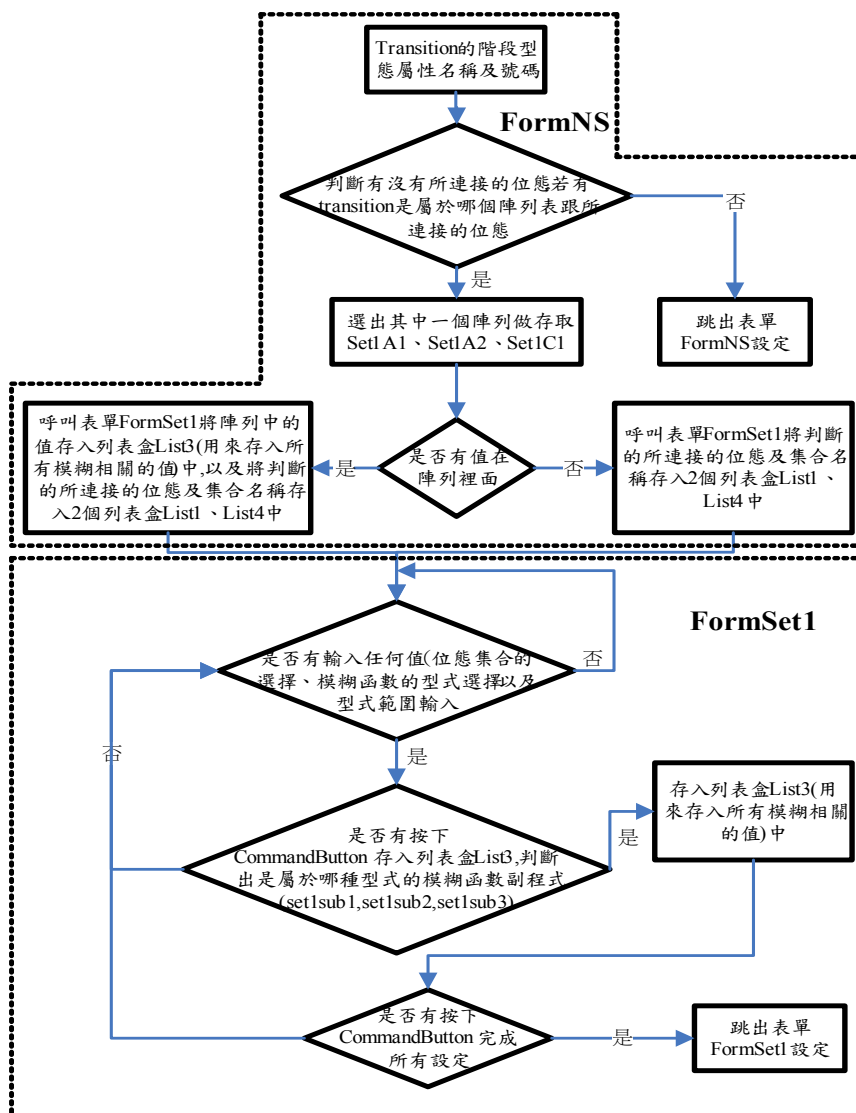 Transition的階段型
態屬性名稱及號碼
FormNS
判斷有沒有所連接的位態,若有
transition是屬於哪個陣列表跟所
連接的位態
否
是
選出其中一個陣列做存取
Set1A1、Set1A2、Set1C1
跳出表單
FormNS設定
呼叫表單FormSet1將陣列中的
值存入列表盒List3(用來存入所
有模糊相關的值)中,以及將判斷
的所連接的位態及集合名稱存
入2個列表盒List1、List4中
是
是否有值在
陣列裡面
否
呼叫表單FormSet1將判斷
的所連接的位態及集合名
稱存入2個列表盒List1、
List4中
FormSet1
是否有輸入任何值(位態集合的
選擇、模糊函數的型式選擇以及
型式範圍輸入
否
否
是
是否有按下
CommandButton 存入列表盒List3,判斷
出是屬於哪種型式的模糊函數副程式
(set1sub1,set1sub2,set1sub3)
是
存入列表盒List3(用
來存入所有模糊相關
的值)中
是否有按下
CommandButton 完成
所有設定
是
跳出表單
FormSet1設定